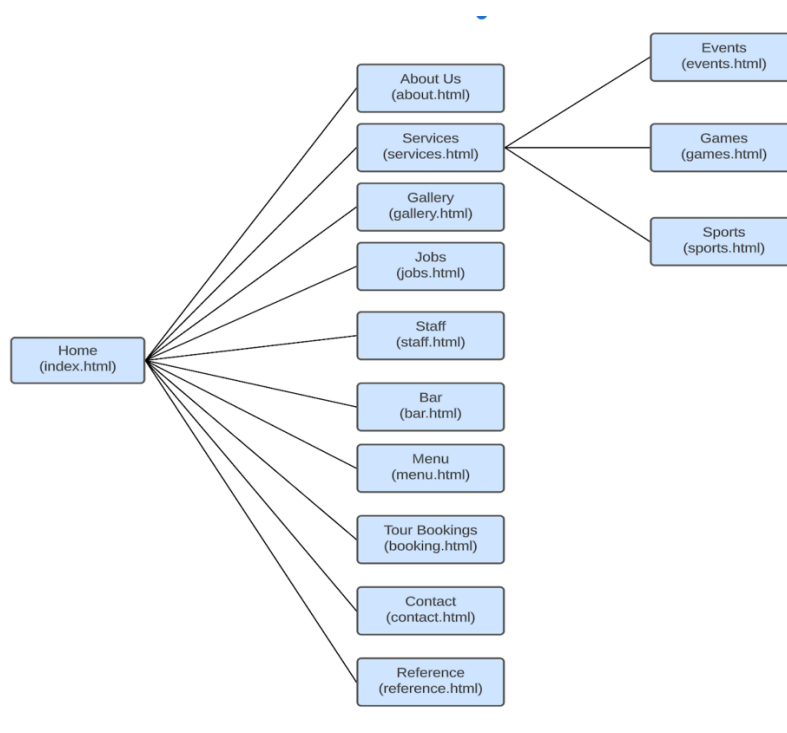 Home
(index.html)
About Us
(about.html)
Services
(services.html)
Gallery
(gallery.html)
Jobs
(jobs.html)
Staff
(staff.html)
Bar
(bar.html)
Menu
(menu.html)
Tour Bookings
(booking.html)
Contact
(contact.html)
Reference
(reference.html)
Events
(events.html)
Games
(games.html)
Sports
(sports.html)